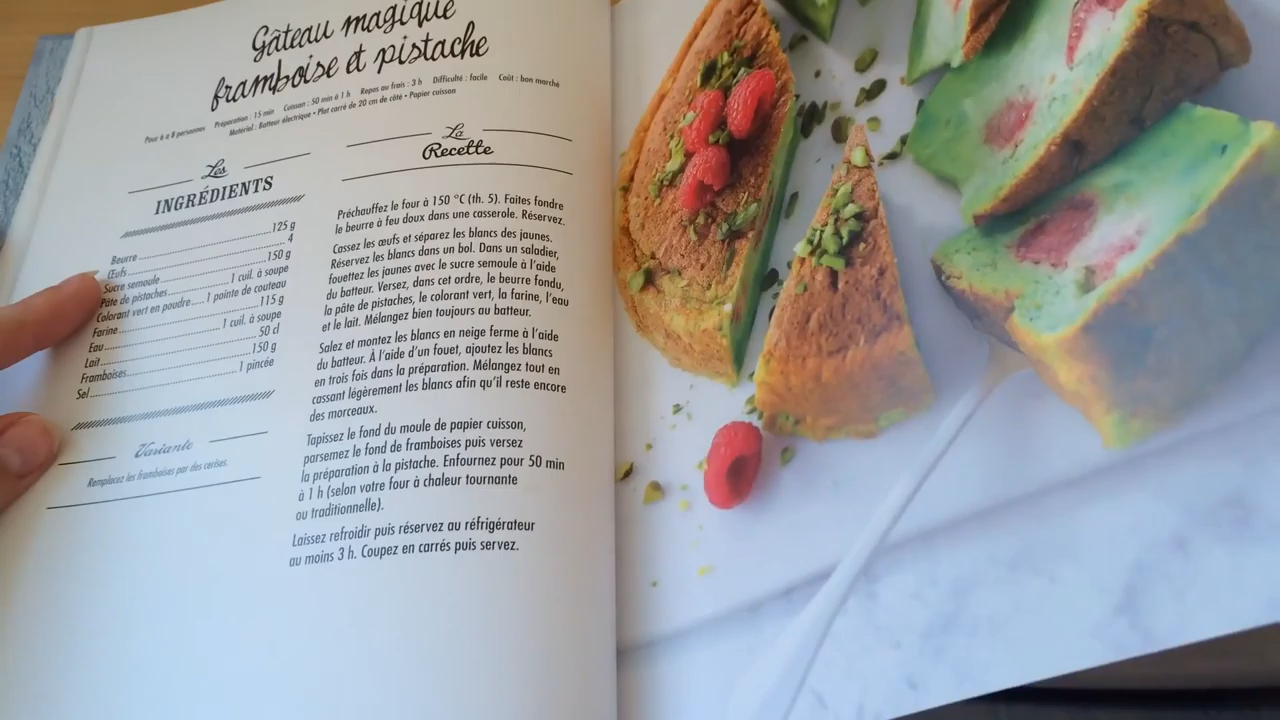 Gâteau magique
framboise et pistache
Pour 6 à 8 personnes Préparation : 15 min Cuisson : 50 min à 1 h Repos au frais : 3 h Difficulté : facile Coût : bon marché
Matériel : Batteur électrique • Plat carré de 20 cm de côté • Papier cuisson
Les
INGRÉDIENTS
Beurre 125 g
Œufs 4
Sucre semoule 150 g
Pâte de pistaches 1 cuil. à soupe
Colorant vert en poudre 1 pointe de couteau
Farine 115 g
Eau 1 cuil. à soupe
Lait 50 cl
Framboises 150 g
Sel 1 pincée
Variante
Remplacez les framboises par des cerises.
La
Recette
Préchauffez le four à 150 °C (th. 5). Faites fondre
le beurre à feu doux dans une casserole. Réservez.
Cassez les œufs et séparez les blancs des jaunes.
Réservez les blancs dans un bol. Dans un saladier,
fouettez les jaunes avec le sucre semoule à l'aide
du batteur. Versez, dans cet ordre, le beurre fondu,
la pâte de pistaches, le colorant vert, la farine, l'eau
et le lait. Mélangez bien toujours au batteur.
Salez et montez les blancs en neige ferme à l'aide
du batteur. À l'aide d'un fouet, ajoutez les blancs
en trois fois dans la préparation. Mélangez tout en
cassant légèrement les blancs afin qu'il reste encore
des morceaux.
Tapissez le fond du moule de papier cuisson,
parsemez le fond de framboises puis versez
la préparation à la pistache. Enfournez pour 50 min
à 1 h (selon votre four à chaleur tournante
ou traditionnelle).
Laissez refroidir puis réservez au réfrigérateur
au moins 3 h. Coupez en carrés puis servez.